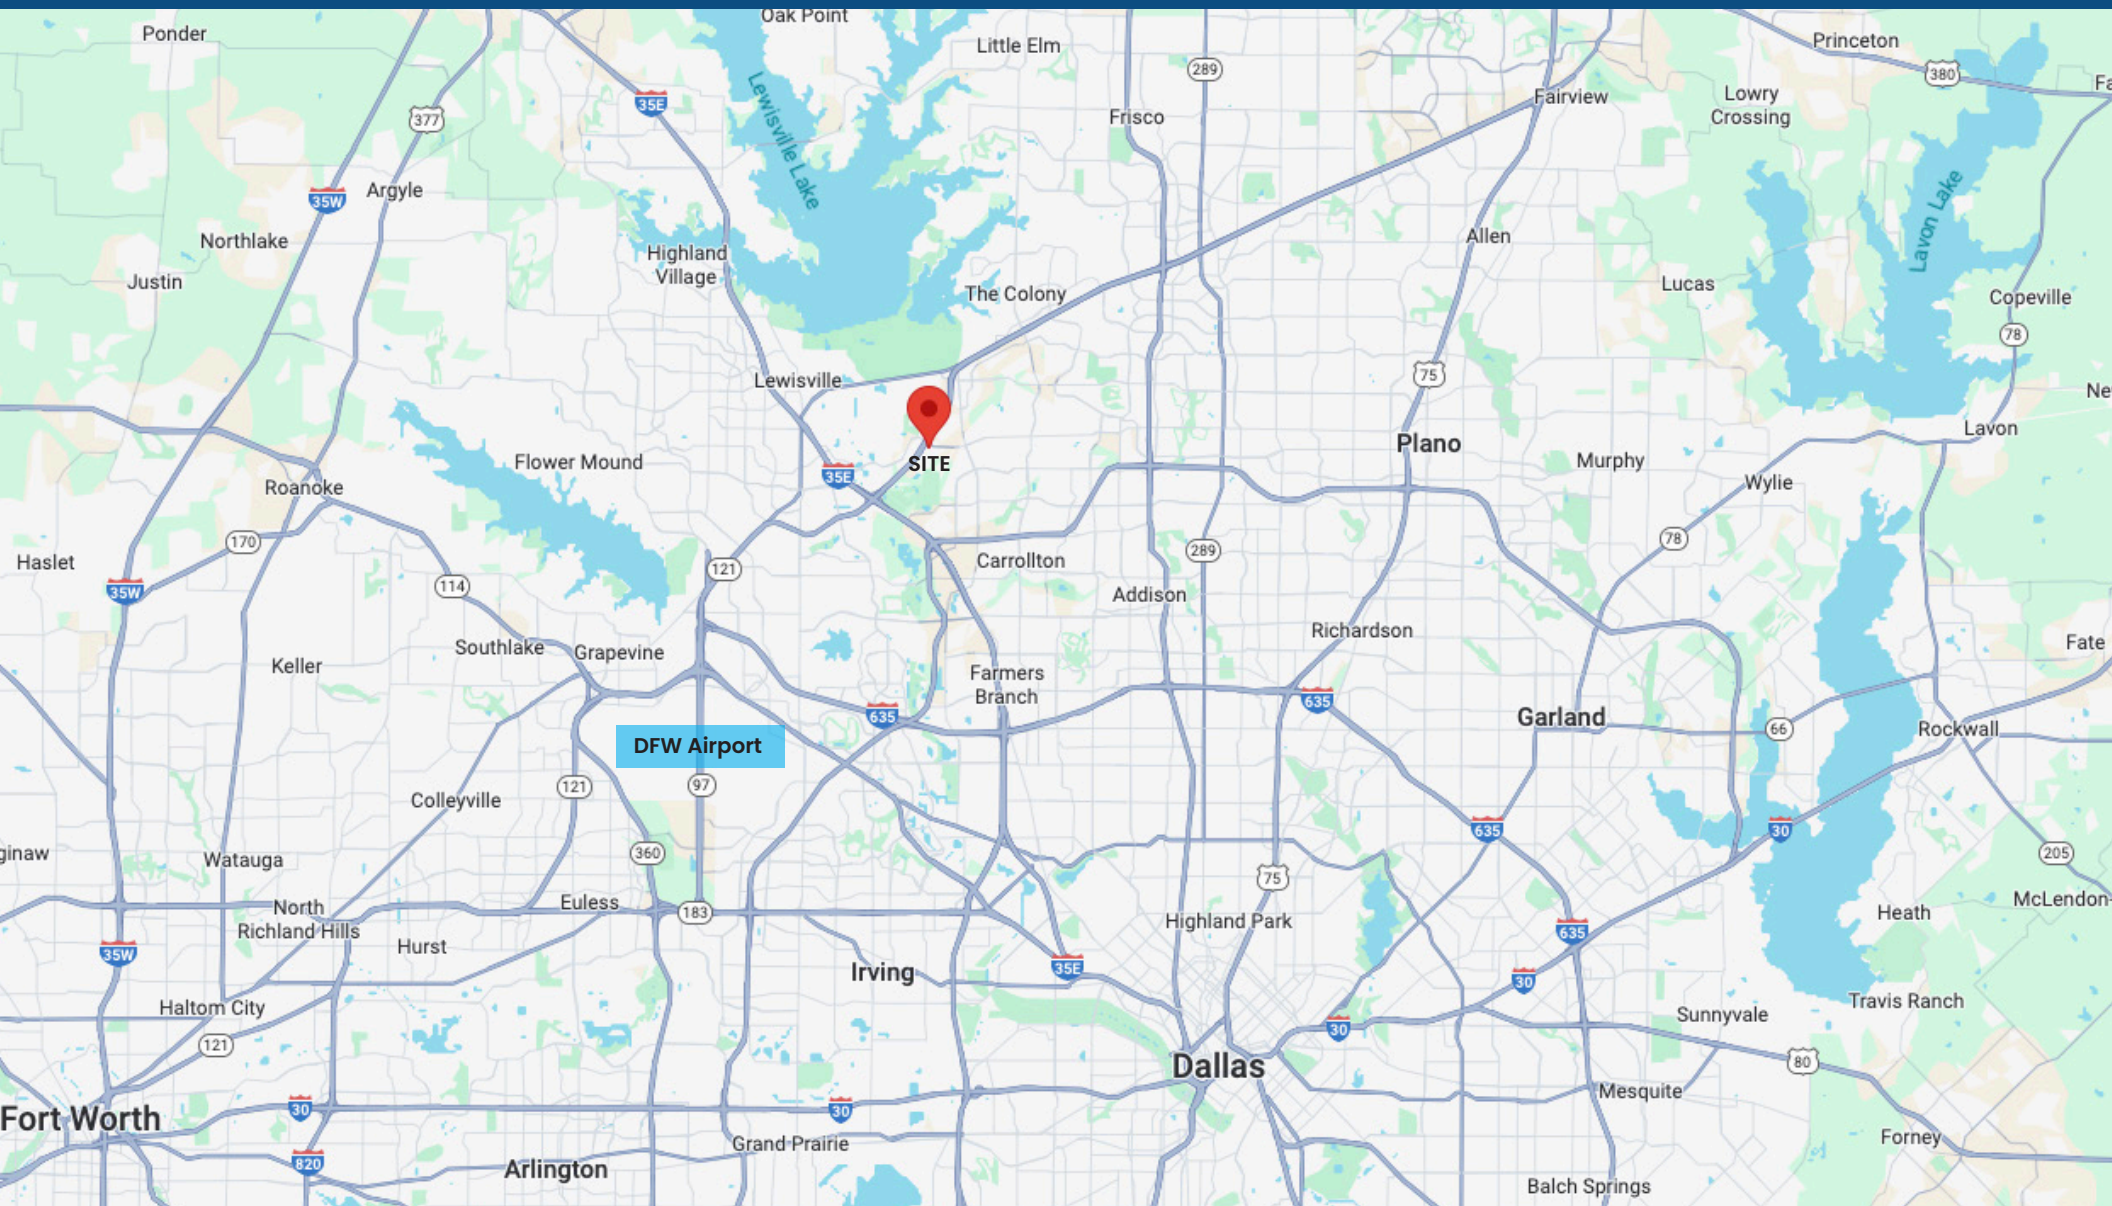 Oak Point
Ponder
Little Elm
Princeton
289
380
Fa
35E
Lewisville Lake
Fairview
Lowry
Crossing
377
Frisco
Argyle
35W
Lavon Lake
Northlake
Highland
Village
Allen
Justin
The Colony
Lucas
Copeville
78
Lewisville
75
Ne
Lavon
Plano
Flower Mound
SITE
35E
Murphy
Roanoke
Wylie
170
78
Haslet
Carrollton
289
121
35W
114
Addison
Richardson
Southlake
Grapevine
Fate
Keller
Farmers
Branch
635
635
Garland
66
Rockwall
DFW Airport
121
97
Colleyville
635
30
ginaw
Watauga
360
205
75
McLendon-
North
Richland Hills
Euless
183
Highland Park
Heath
635
35W
Hurst
Irving
35E
30
Haltom City
Travis Ranch
Sunnyvale
30
121
80
Dallas
Mesquite
Fort Worth
30
30
Grand Prairie
Forney
820
Arlington
Balch Springs